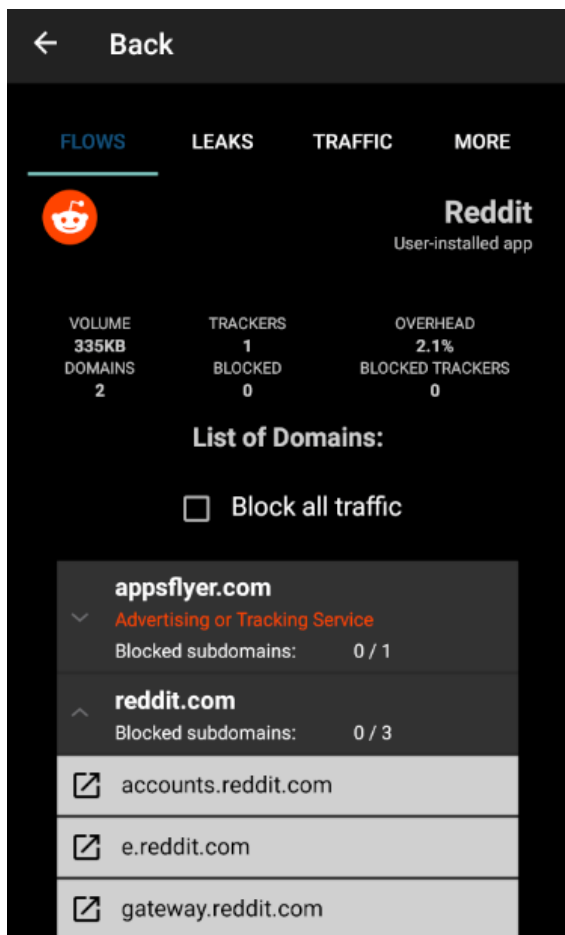 Back
FLOWS LEAKS TRAFFIC MORE
Reddit
User-installed app
VOLUME TRACKERS OVERHEAD
335KB 1 2.1%
DOMAINS BLOCKED BLOCKED TRACKERS
2 0 0
List of Domains:
Block all traffic
appsflyer.com
Advertising or Tracking Service
Blocked subdomains: 0 / 1
reddit.com
Blocked subdomains: 0 / 3
accounts.reddit.com
e.reddit.com
gateway.reddit.com